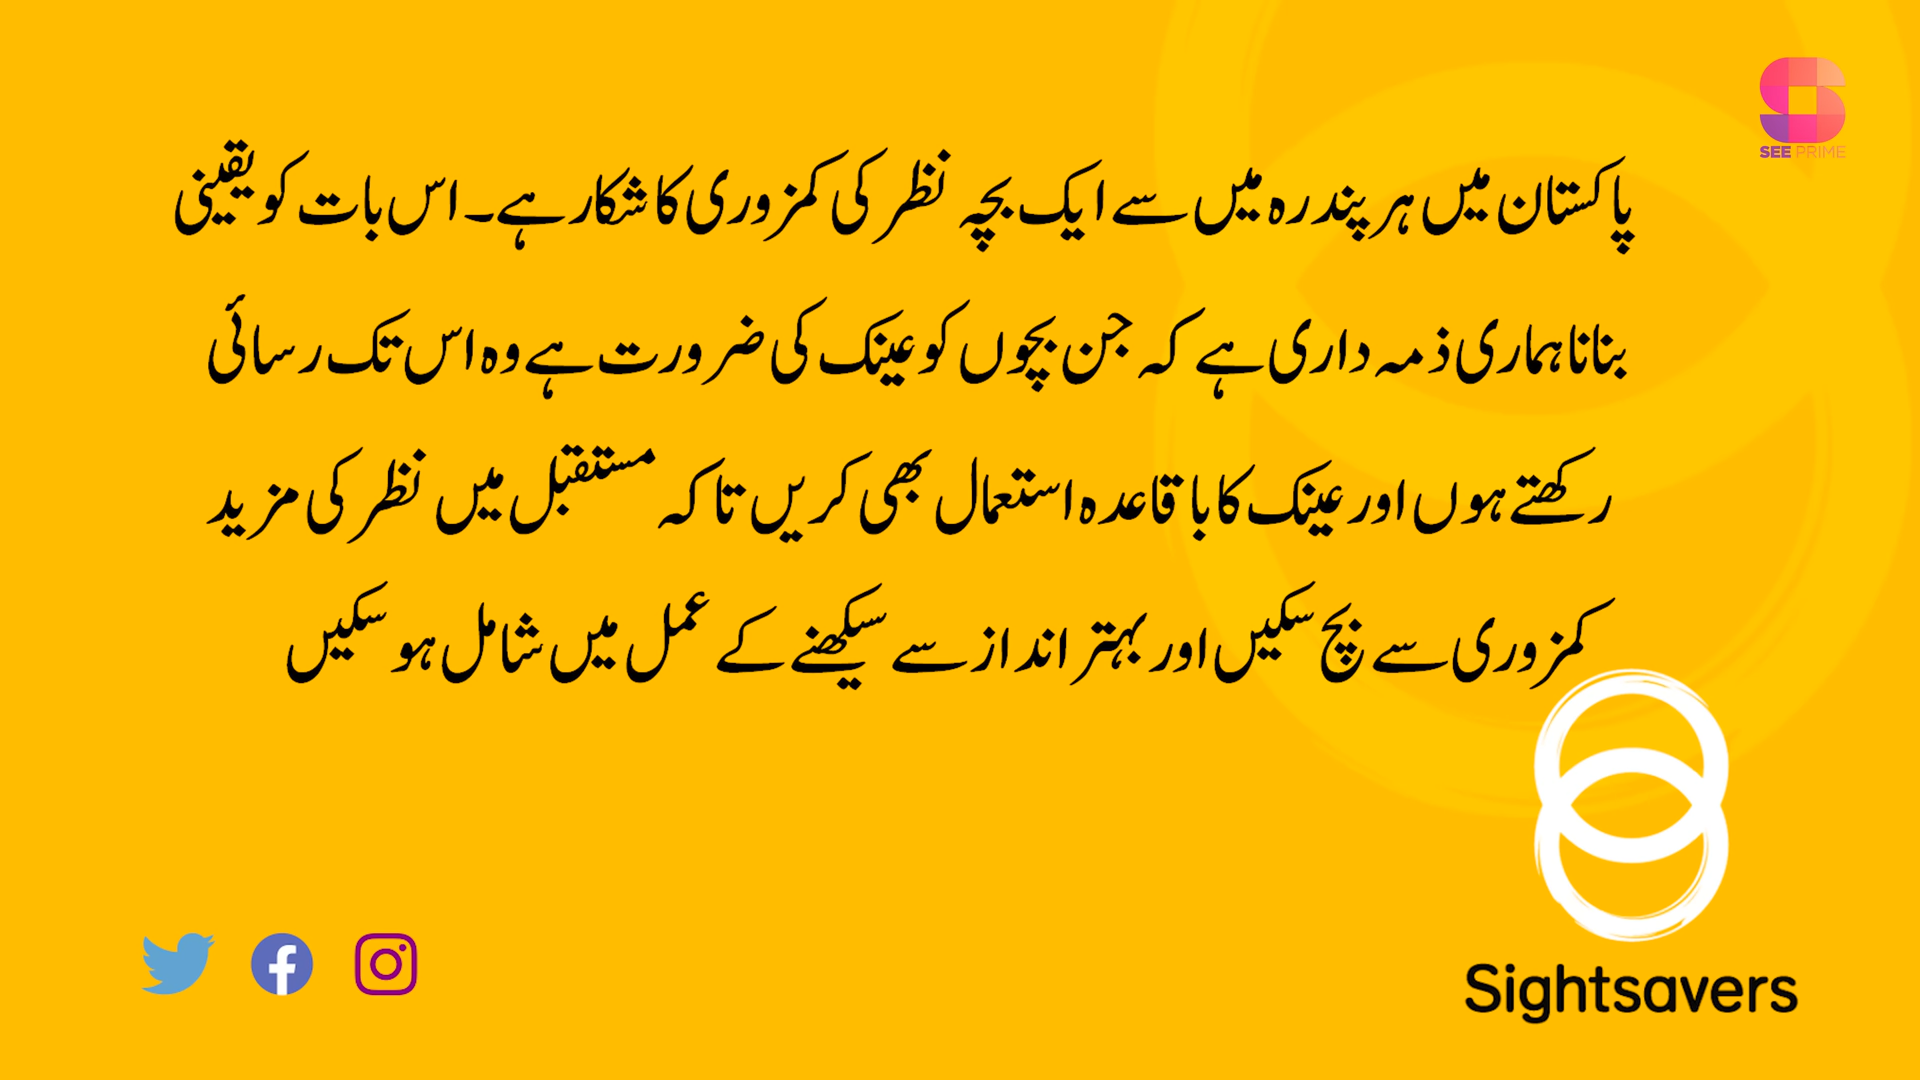 SEE PRIME
پاکستان میں ہر پندرہ میں سے ایک بچہ نظر کی کمزوری کا شکار ہے۔ اس بات کو یقینی
بنانا ہماری ذمہ داری ہے کہ جن بچوں کو عینک کی ضرورت ہے وہ اس تک رسائی
رکھتے ہوں اور عینک کا باقاعدہ استعمال بھی کریں تاکہ مستقبل میں نظر کی مزید
کمزوری سے بچ سکیں اور بہتر انداز سے سیکھنے کے عمل میں شامل ہو سکیں
Sightsavers